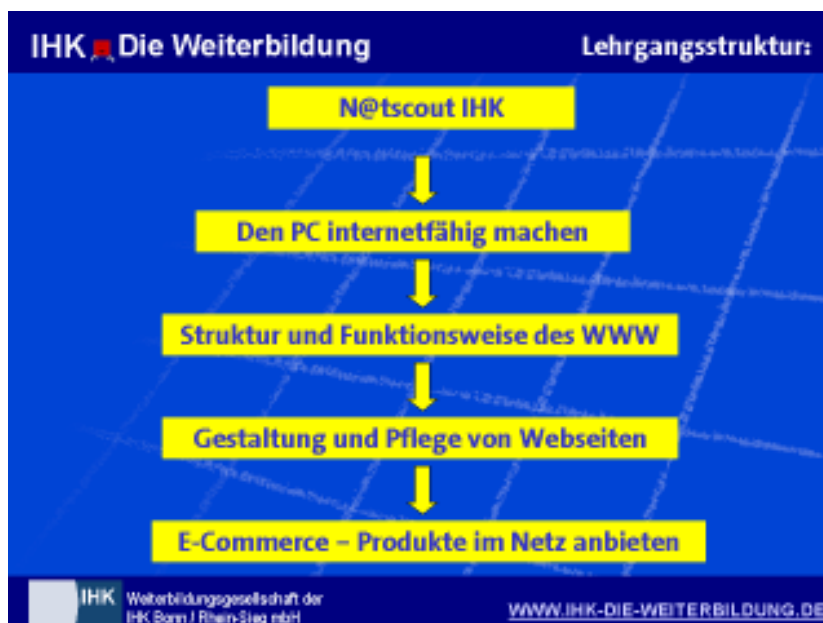 IHK Die Weiterbildung
Lehrgangsstruktur:
N@tscout IHK
Den PC internetfähig machen
Struktur und Funktionsweise des WWW
Gestaltung und Pflege von Webseiten
E-Commerce – Produkte im Netz anbieten
IHK
Weiterbildungsgesellschaft der
IHK Bonn / Rhein-Sieg mbH
WWW.IHK-DIE-WEITERBILDUNG.DE